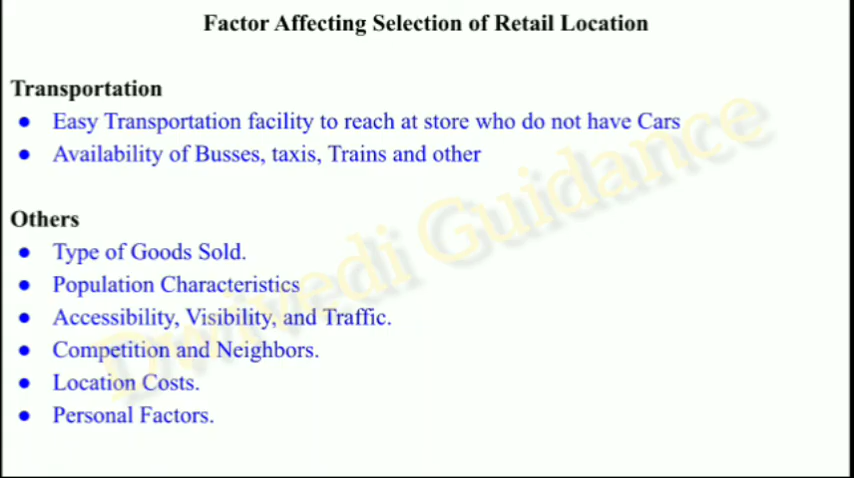 Factor Affecting Selection of Retail Location
Transportation
● Easy Transportation facility to reach at store who do not have Cars
● Availability of Busses, taxis, Trains and other
Others
● Type of Goods Sold.
● Population Characteristics
● Accessibility, Visibility, and Traffic.
● Competition and Neighbors.
● Location Costs.
● Personal Factors.
Dwivedi Guidance